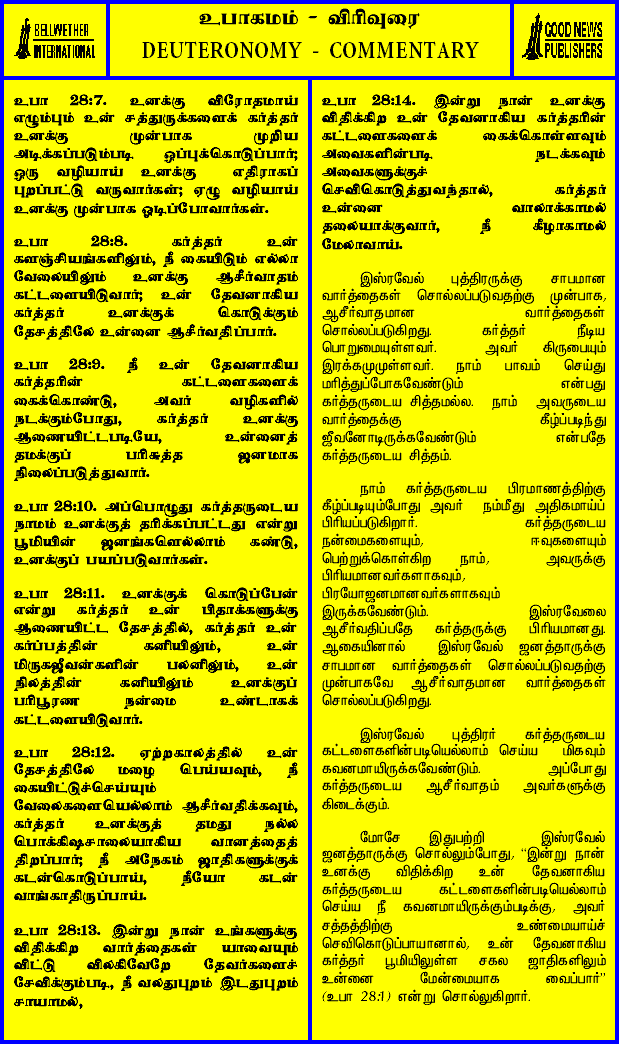 BELLWETHER
INTERNATIONAL
உபாகமம் - விரிவுரை
DEUTERONOMY - COMMENTARY
GOOD NEWS
PUBLISHERS
உபா 28:7. உனக்கு விரோதமாய்
எழும்பும் உன் சத்துருக்களைக் கர்த்தர்
உனக்கு முன்பாக முறிய
அடிக்கப்படும்படி ஒப்புக்கொடுப்பார்;
ஒரு வழியாய் உனக்கு எதிராகப்
புறப்பட்டு வருவார்கள்; ஏழு வழியாய்
உனக்கு முன்பாக ஓடிப்போவார்கள்.
உபா 28:8. கர்த்தர் உன்
களஞ்சியங்களிலும், நீ கையிடும் எல்லா
வேலையிலும் உனக்கு ஆசீர்வாதம்
கட்டளையிடுவார்; உன் தேவனாகிய
கர்த்தர் உனக்குக் கொடுக்கும்
தேசத்திலே உன்னை ஆசீர்வதிப்பார்.
உபா 28:9. நீ உன் தேவனாகிய
கர்த்தரின் கட்டளைகளைக்
கைக்கொண்டு, அவர் வழிகளில்
நடக்கும்போது, கர்த்தர் உனக்கு
ஆணையிட்டபடியே, உன்னைத்
தமக்குப் பரிசுத்த ஜனமாக
நிலைப்படுத்துவார்.
உபா 28:10. அப்பொழுது கர்த்தருடைய
நாமம் உனக்குத் தரிக்கப்பட்டது என்று
பூமியின் ஜனங்களெல்லாம் கண்டு,
உனக்குப் பயப்படுவார்கள்.
உபா 28:11. உனக்குக் கொடுப்பேன்
என்று கர்த்தர் உன் பிதாக்களுக்கு
ஆணையிட்ட தேசத்தில், கர்த்தர் உன்
கர்ப்பத்தின் கனியிலும், உன்
மிருகஜீவன்களின் பலனிலும், உன்
நிலத்தின் கனியிலும் உனக்குப்
பரிபூரண நன்மை உண்டாகக்
கட்டளையிடுவார்.
உபா 28:12. ஏற்றகாலத்தில் உன்
தேசத்திலே மழை பெய்யவும், நீ
கையிட்டுச்செய்யும்
வேலைகளையெல்லாம் ஆசீர்வதிக்கவும்,
கர்த்தர் உனக்குத் தமது நல்ல
பொக்கிஷசாலையாகிய வானத்தைத்
திறப்பார்; நீ அநேகம் ஜாதிகளுக்குக்
கடன்கொடுப்பாய், நீயோ கடன்
வாங்காதிருப்பாய்.
உபா 28:13. இன்று நான் உங்களுக்கு
விதிக்கிற வார்த்தைகள் யாவையும்
விட்டு விலகிவேறே தேவர்களைச்
சேவிக்கும்படி, நீ வலதுபுறம் இடதுபுறம்
சாயாமல்,
உபா 28:14. இன்று நான் உனக்கு
விதிக்கிற உன் தேவனாகிய கர்த்தரின்
கட்டளைகளைக் கைக்கொள்ளவும்
அவைகளின்படி நடக்கவும்
அவைகளுக்குச்
செவிகொடுத்துவந்தால், கர்த்தர்
உன்னை வாலாக்காமல்
தலையாக்குவார், நீ கீழாகாமல்
மேலாவாய்.
இஸ்ரவேல் புத்திரருக்கு சாபமான
வார்த்தைகள் சொல்லப்படுவதற்கு முன்பாக,
ஆசீர்வாதமான வார்த்தைகள்
சொல்லப்படுகிறது. கர்த்தர் நீடிய
பொறுமையுள்ளவர். அவர் கிருபையும்
இரக்கமுமுள்ளவர். நாம் பாவம் செய்து
மரித்துப்போகவேண்டும் என்பது
கர்த்தருடைய சித்தமல்ல. நாம் அவருடைய
வார்த்தைக்கு கீழ்ப்படிந்து
ஜீவனோடிருக்கவேண்டும் என்பதே
கர்த்தருடைய சித்தம்.
நாம் கர்த்தருடைய பிரமாணத்திற்கு
கீழ்ப்படியும்போது அவர் நம்மீது அதிகமாய்ப்
பிரியப்படுகிறார். கர்த்தருடைய
நன்மைகளையும், ஈவுகளையும்
பெற்றுக்கொள்கிற நாம், அவருக்கு
பிரியமானவர்களாகவும்,
பிரயோஜனமானவர்களாகவும்
இருக்கவேண்டும். இஸ்ரவேலை
ஆசீர்வதிப்பதே கர்த்தருக்கு பிரியமானது.
ஆகையினால் இஸ்ரவேல் ஜனத்தாருக்கு
சாபமான வார்த்தைகள் சொல்லப்படுவதற்கு
முன்பாகவே ஆசீர்வாதமான வார்த்தைகள்
சொல்லப்படுகிறது.
இஸ்ரவேல் புத்திரர் கர்த்தருடைய
கட்டளைகளின்படியெல்லாம் செய்ய மிகவும்
கவனமாயிருக்கவேண்டும். அப்போது
கர்த்தருடைய ஆசீர்வாதம் அவர்களுக்கு
கிடைக்கும்.
மோசே இதுபற்றி இஸ்ரவேல்
ஜனத்தாருக்கு சொல்லும்போது, “இன்று நான்
உனக்கு விதிக்கிற உன் தேவனாகிய
கர்த்தருடைய கட்டளைகளின்படியெல்லாம்
செய்ய நீ கவனமாயிருக்கும்படிக்கு, அவர்
சத்தத்திற்கு உண்மையாய்ச்
செவிகொடுப்பாயானால், உன் தேவனாகிய
கர்த்தர் பூமியிலுள்ள சகல ஜாதிகளிலும்
உன்னை மேன்மையாக வைப்பார்”
(உபா 28:1) என்று சொல்லுகிறார்.